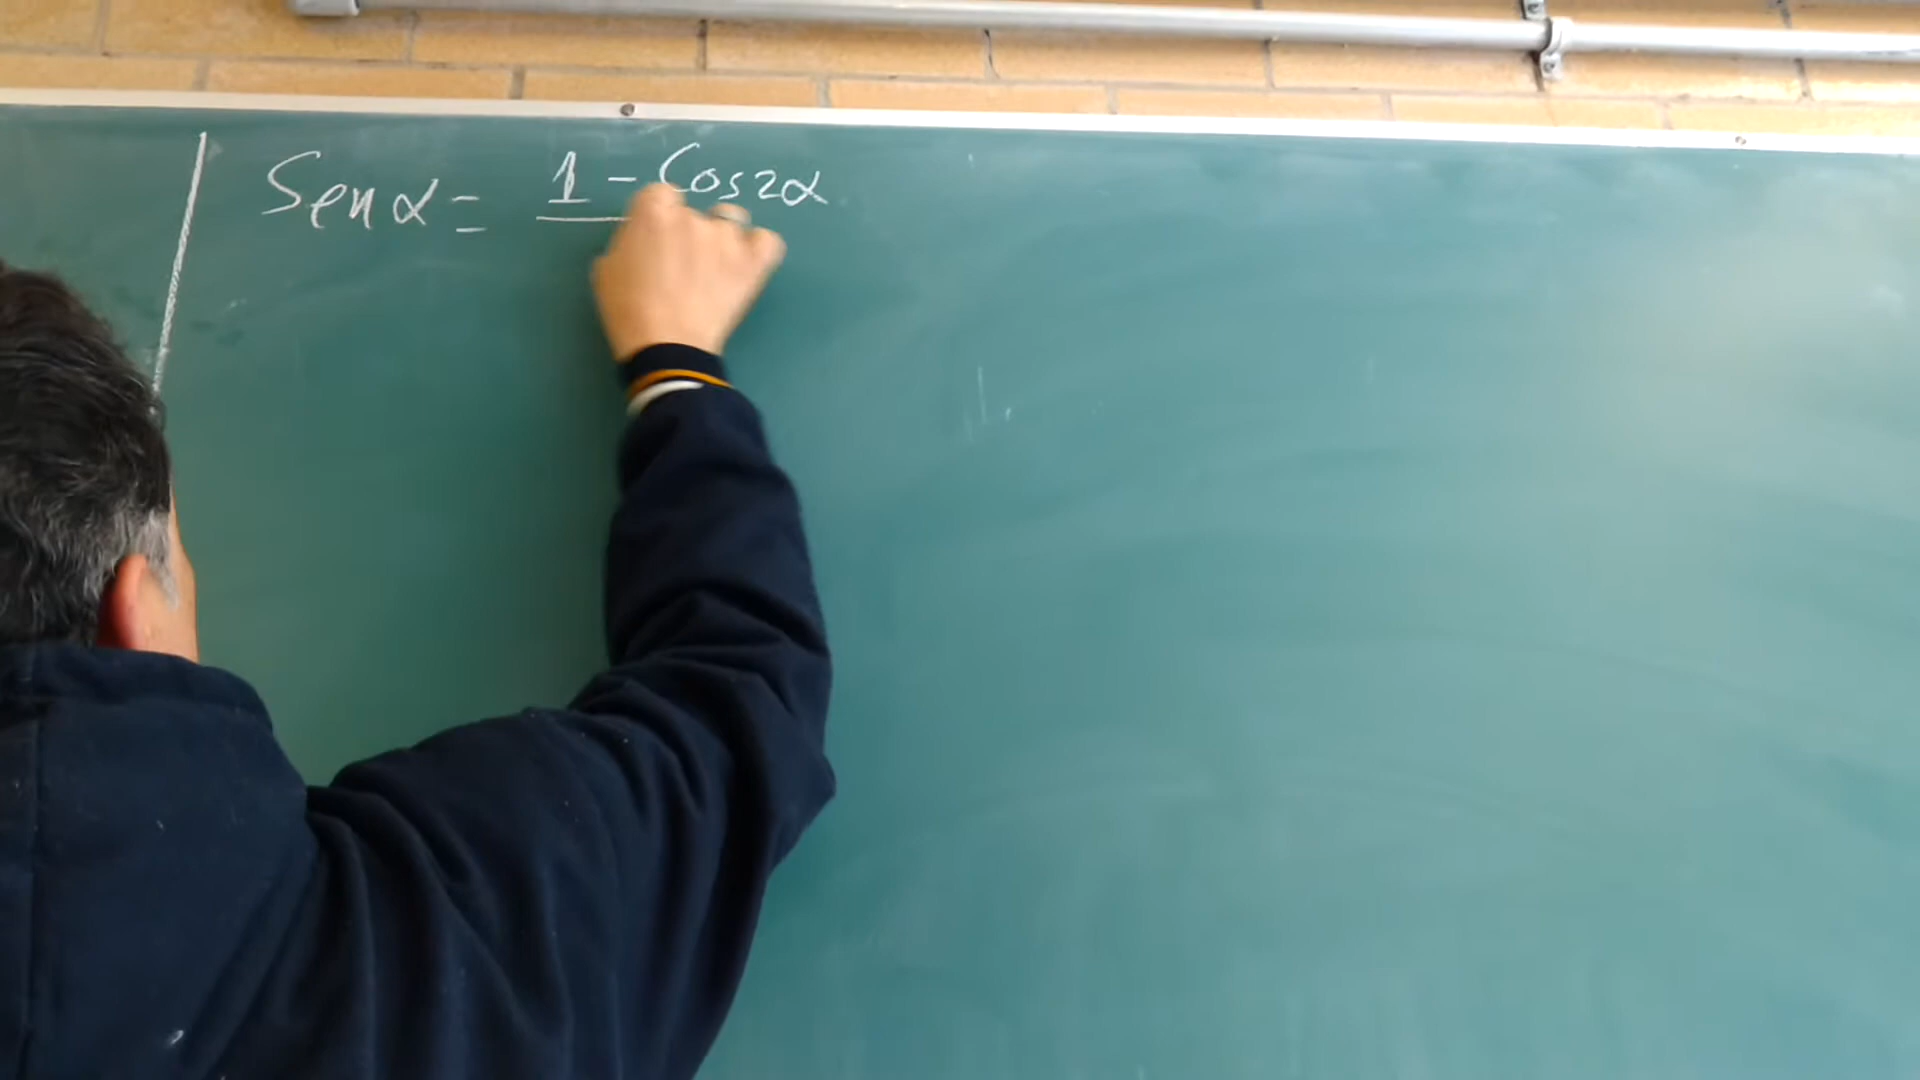 Sen α = 1 - Cos 2α